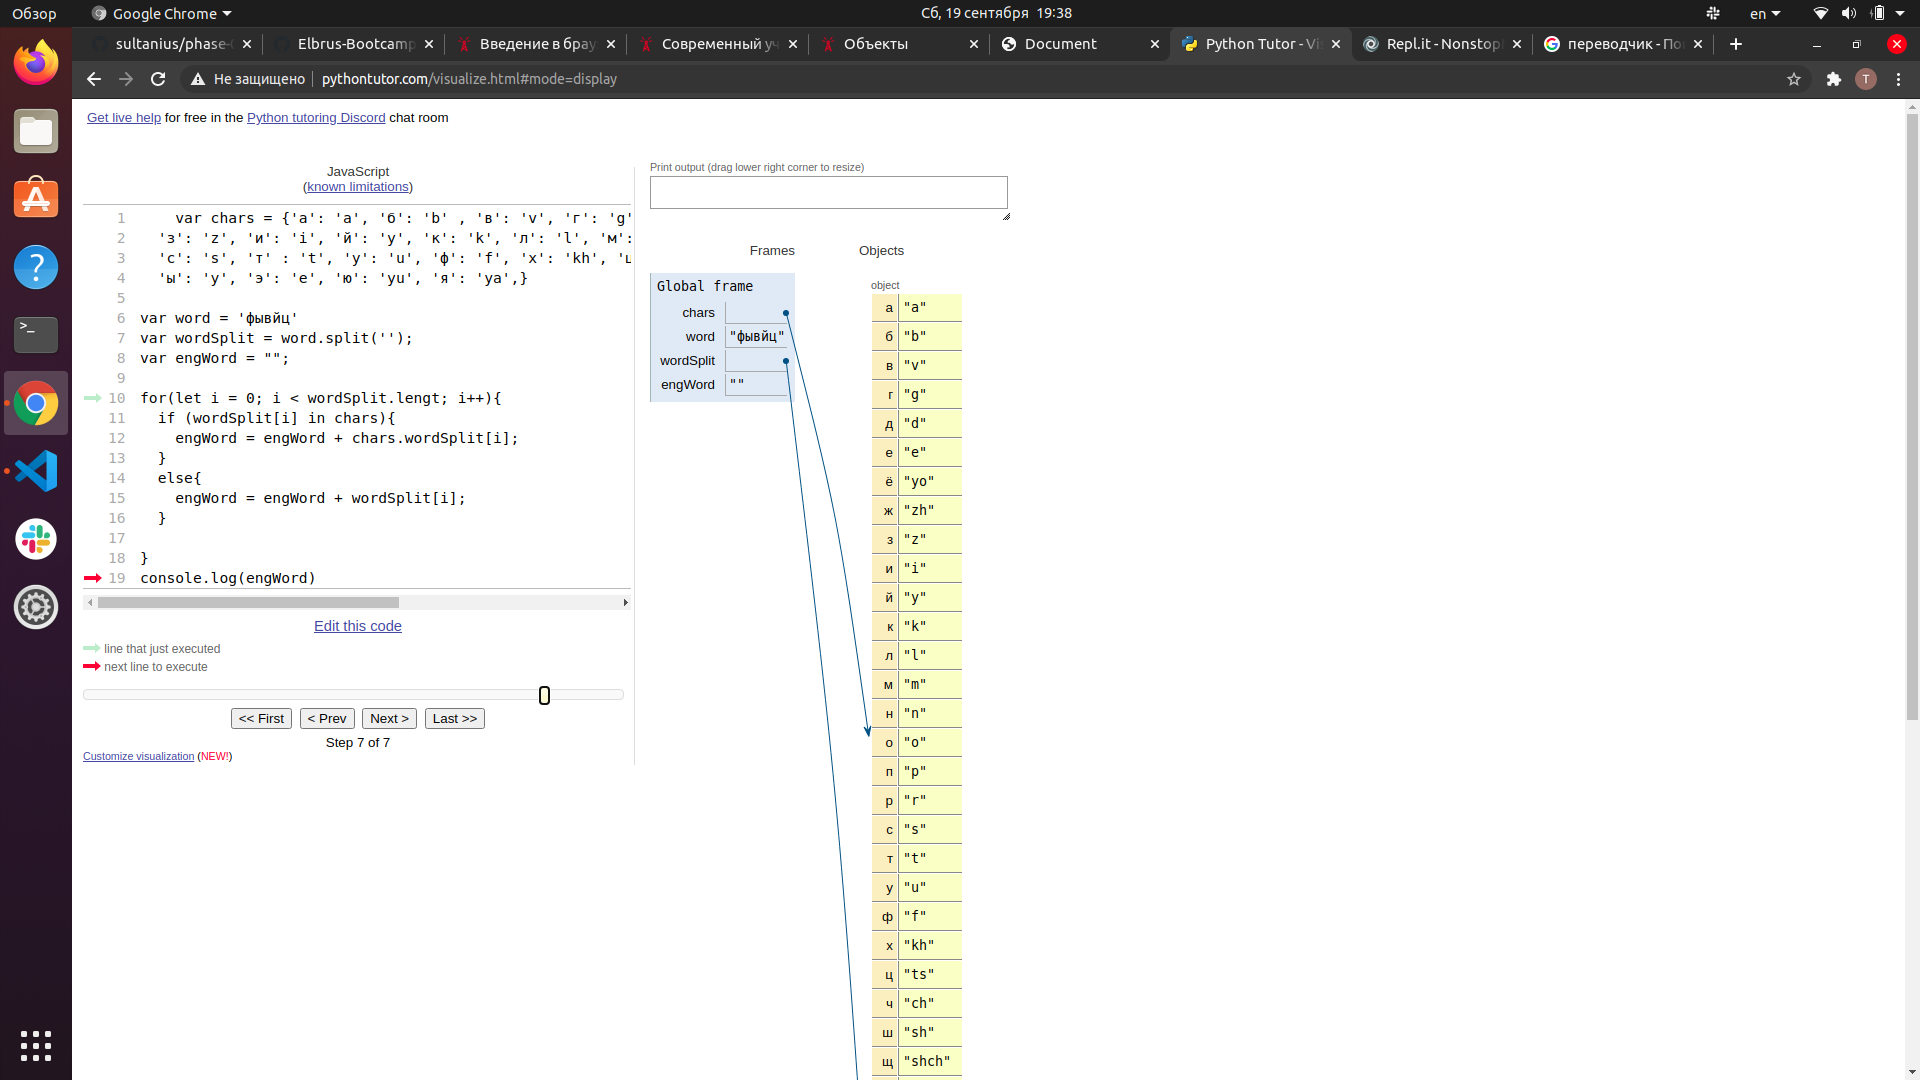 Обзор
Google Chrome
Сб, 19 сентября 19:38
en
sultanius/phase-
Elbrus-Bootcamp
Введение в брау
Современный уч
Объекты
Document
Python Tutor - Vi
Repl.it - Nonstop
переводчик - По
Не защищено
pythontutor.com/visualize.html#mode=display
T
Get live help for free in the Python tutoring Discord chat room
JavaScript
(known limitations)
1 var chars = {'а': 'a', 'б': 'b' , 'в': 'v', 'г': 'g'
2 'з': 'z', 'и': 'i', 'й': 'y', 'к': 'k', 'л': 'l', 'м':
3 'с': 's', 'т' : 't', 'у': 'u', 'ф': 'f', 'х': 'kh', 'ц
4 'ы': 'y', 'э': 'e', 'ю': 'yu', 'я': 'ya',}
5
6 var word = 'фывйц'
7 var wordSplit = word.split('');
8 var engWord = "";
9
10 for(let i = 0; i < wordSplit.lengt; i++){
11 if (wordSplit[i] in chars){
12 engWord = engWord + chars.wordSplit[i];
13 }
14 else{
15 engWord = engWord + wordSplit[i];
16 }
17
18 }
19 console.log(engWord)
Edit this code
line that just executed
next line to execute
<< First < Prev Next > Last >>
Step 7 of 7
Customize visualization (NEW!)
Print output (drag lower right corner to resize)
Frames
Objects
Global frame
chars
word "фывйц"
wordSplit
engWord ""
object
а "a"
б "b"
в "v"
г "g"
д "d"
е "e"
ё "yo"
ж "zh"
з "z"
и "i"
й "y"
к "k"
л "l"
м "m"
н "n"
о "o"
п "p"
р "r"
с "s"
т "t"
у "u"
ф "f"
х "kh"
ц "ts"
ч "ch"
ш "sh"
щ "shch"